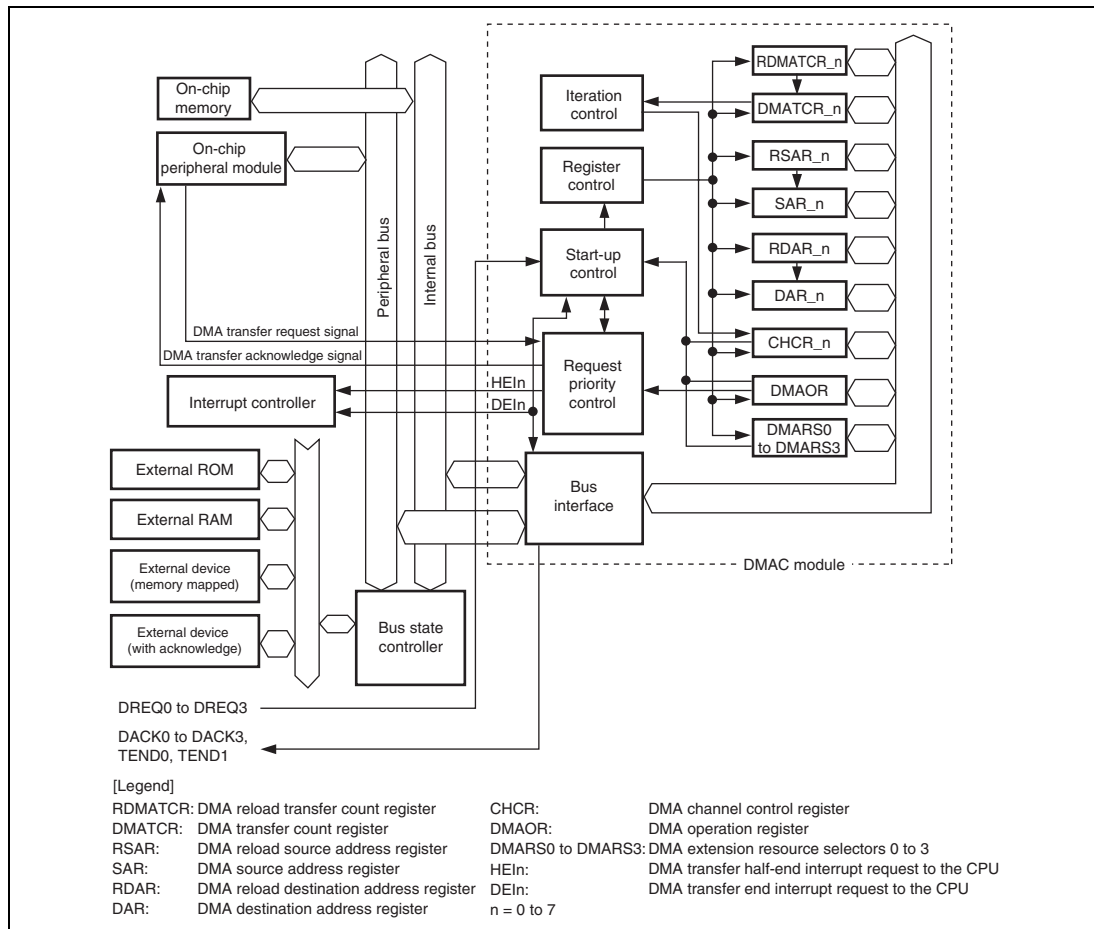 On-chip
memory
On-chip
peripheral module
Peripheral bus
Internal bus
DMA transfer request signal
DMA transfer acknowledge signal
Interrupt controller
HEIn
DEIn
External ROM
External RAM
External device
(memory mapped)
External device
(with acknowledge)
Bus state
controller
Iteration
control
Register
control
Start-up
control
Request
priority
control
Bus
interface
RDMATCR_n
DMATCR_n
RSAR_n
SAR_n
RDAR_n
DAR_n
CHCR_n
DMAOR
DMARS0
to DMARS3
DMAC module
DREQ0 to DREQ3
DACK0 to DACK3,
TEND0, TEND1
[Legend]
RDMATCR: DMA reload transfer count register
DMATCR: DMA transfer count register
RSAR: DMA reload source address register
SAR: DMA source address register
RDAR: DMA reload destination address register
DAR: DMA destination address register
CHCR: DMA channel control register
DMAOR: DMA operation register
DMARS0 to DMARS3: DMA extension resource selectors 0 to 3
HEIn: DMA transfer half-end interrupt request to the CPU
DEIn: DMA transfer end interrupt request to the CPU
n = 0 to 7